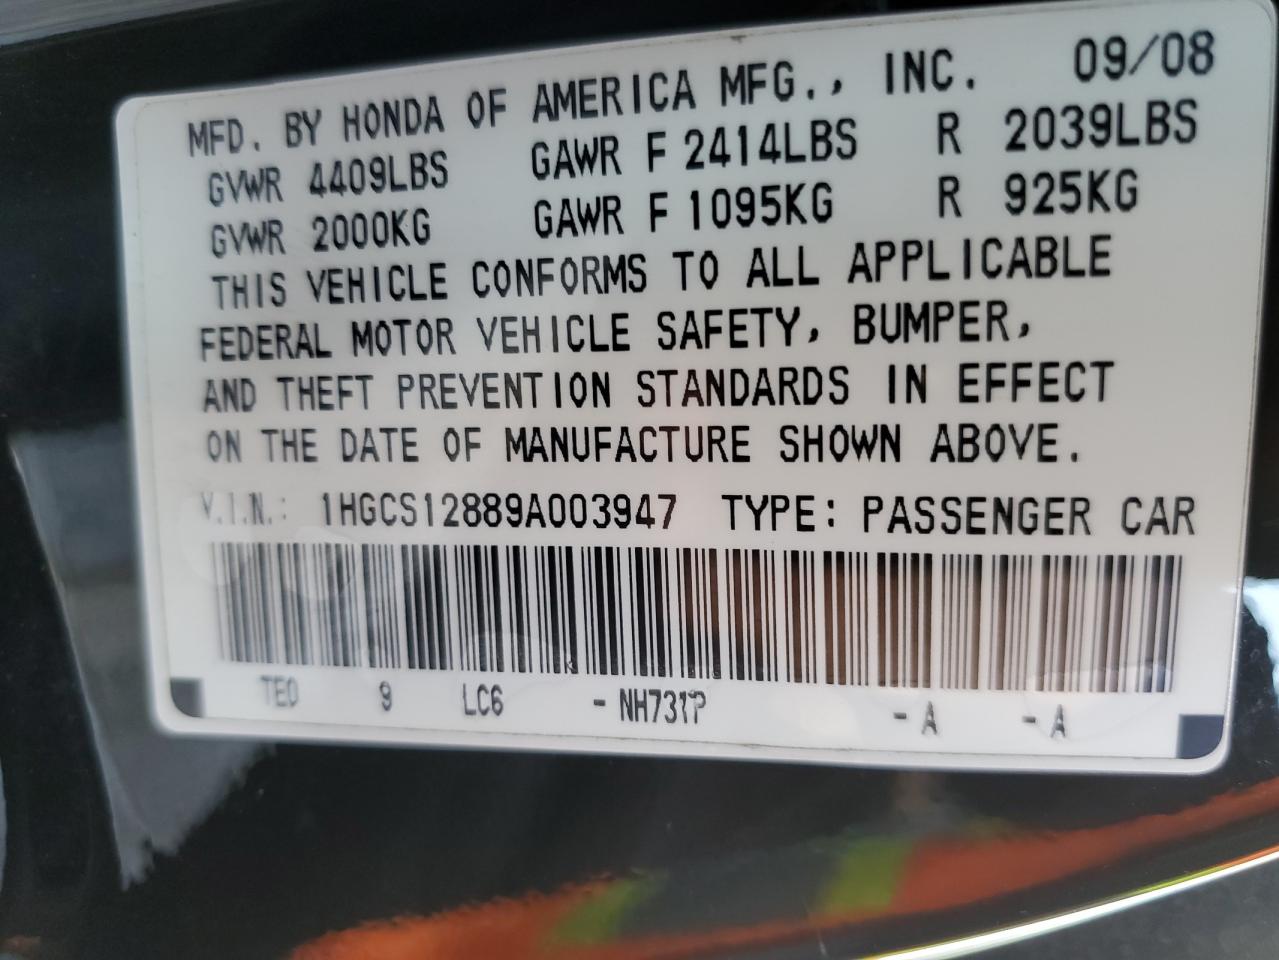 MFD. BY HONDA OF AMERICA MFG., INC. 09/08
GVWR 4409LBS GAWR F 2414LBS R 2039LBS
GVWR 2000KG GAWR F 1095KG R 925KG
THIS VEHICLE CONFORMS TO ALL APPLICABLE
FEDERAL MOTOR VEHICLE SAFETY, BUMPER,
AND THEFT PREVENTION STANDARDS IN EFFECT
ON THE DATE OF MANUFACTURE SHOWN ABOVE.
V.I.N.: 1HGCS12889A003947 TYPE: PASSENGER CAR
TE0 9 LC6 - NH731P - A - A